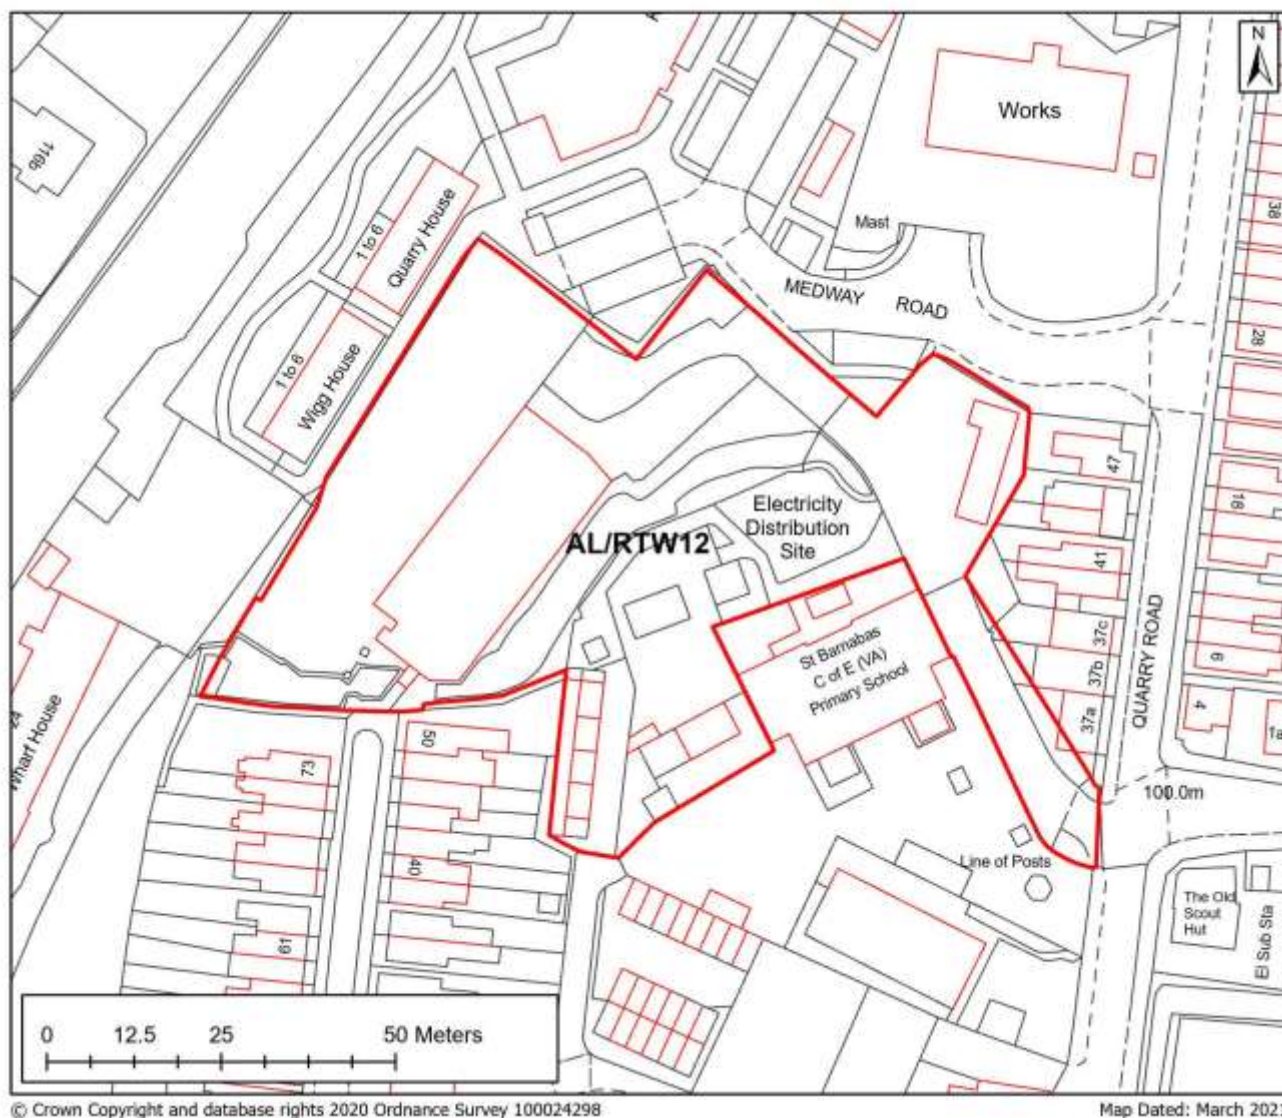 N
Works
116b
38
Mast
1 to 6
Quarry House
MEDWAY ROAD
28
1 to 6
Wigg House
47
Electricity
Distribution
Site
AL/RTW12
16
41
St Barnabas
C of E (VA)
Primary School
37c
37b
37a
QUARRY ROAD
6
4
1a
24
Wharf House
50
73
100.0m
40
Line of Posts
The Old
Scout
Hut
El Sub Sta
61
0 12.5 25 50 Meters
© Crown Copyright and database rights 2020 Ordnance Survey 100024298
Map Dated: March 2021